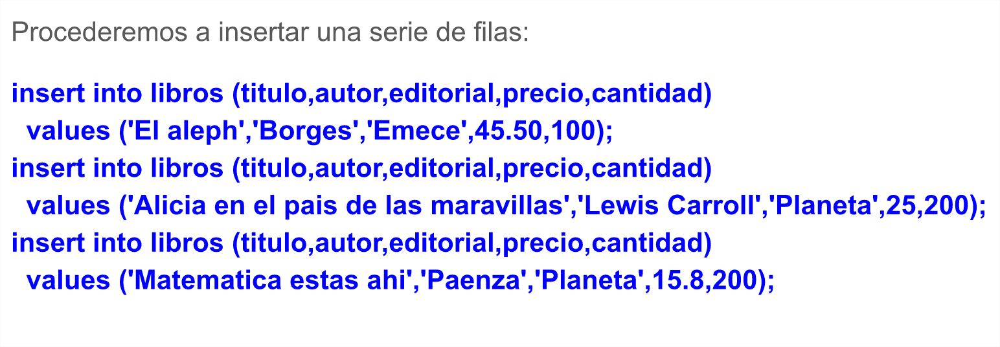 Procederemos a insertar una serie de filas:
insert into libros (titulo,autor,editorial,precio,cantidad)
values ('El aleph','Borges','Emece',45.50,100);
insert into libros (titulo,autor,editorial,precio,cantidad)
values ('Alicia en el pais de las maravillas','Lewis Carroll','Planeta',25,200);
insert into libros (titulo,autor,editorial,precio,cantidad)
values ('Matematica estas ahi','Paenza','Planeta',15.8,200);